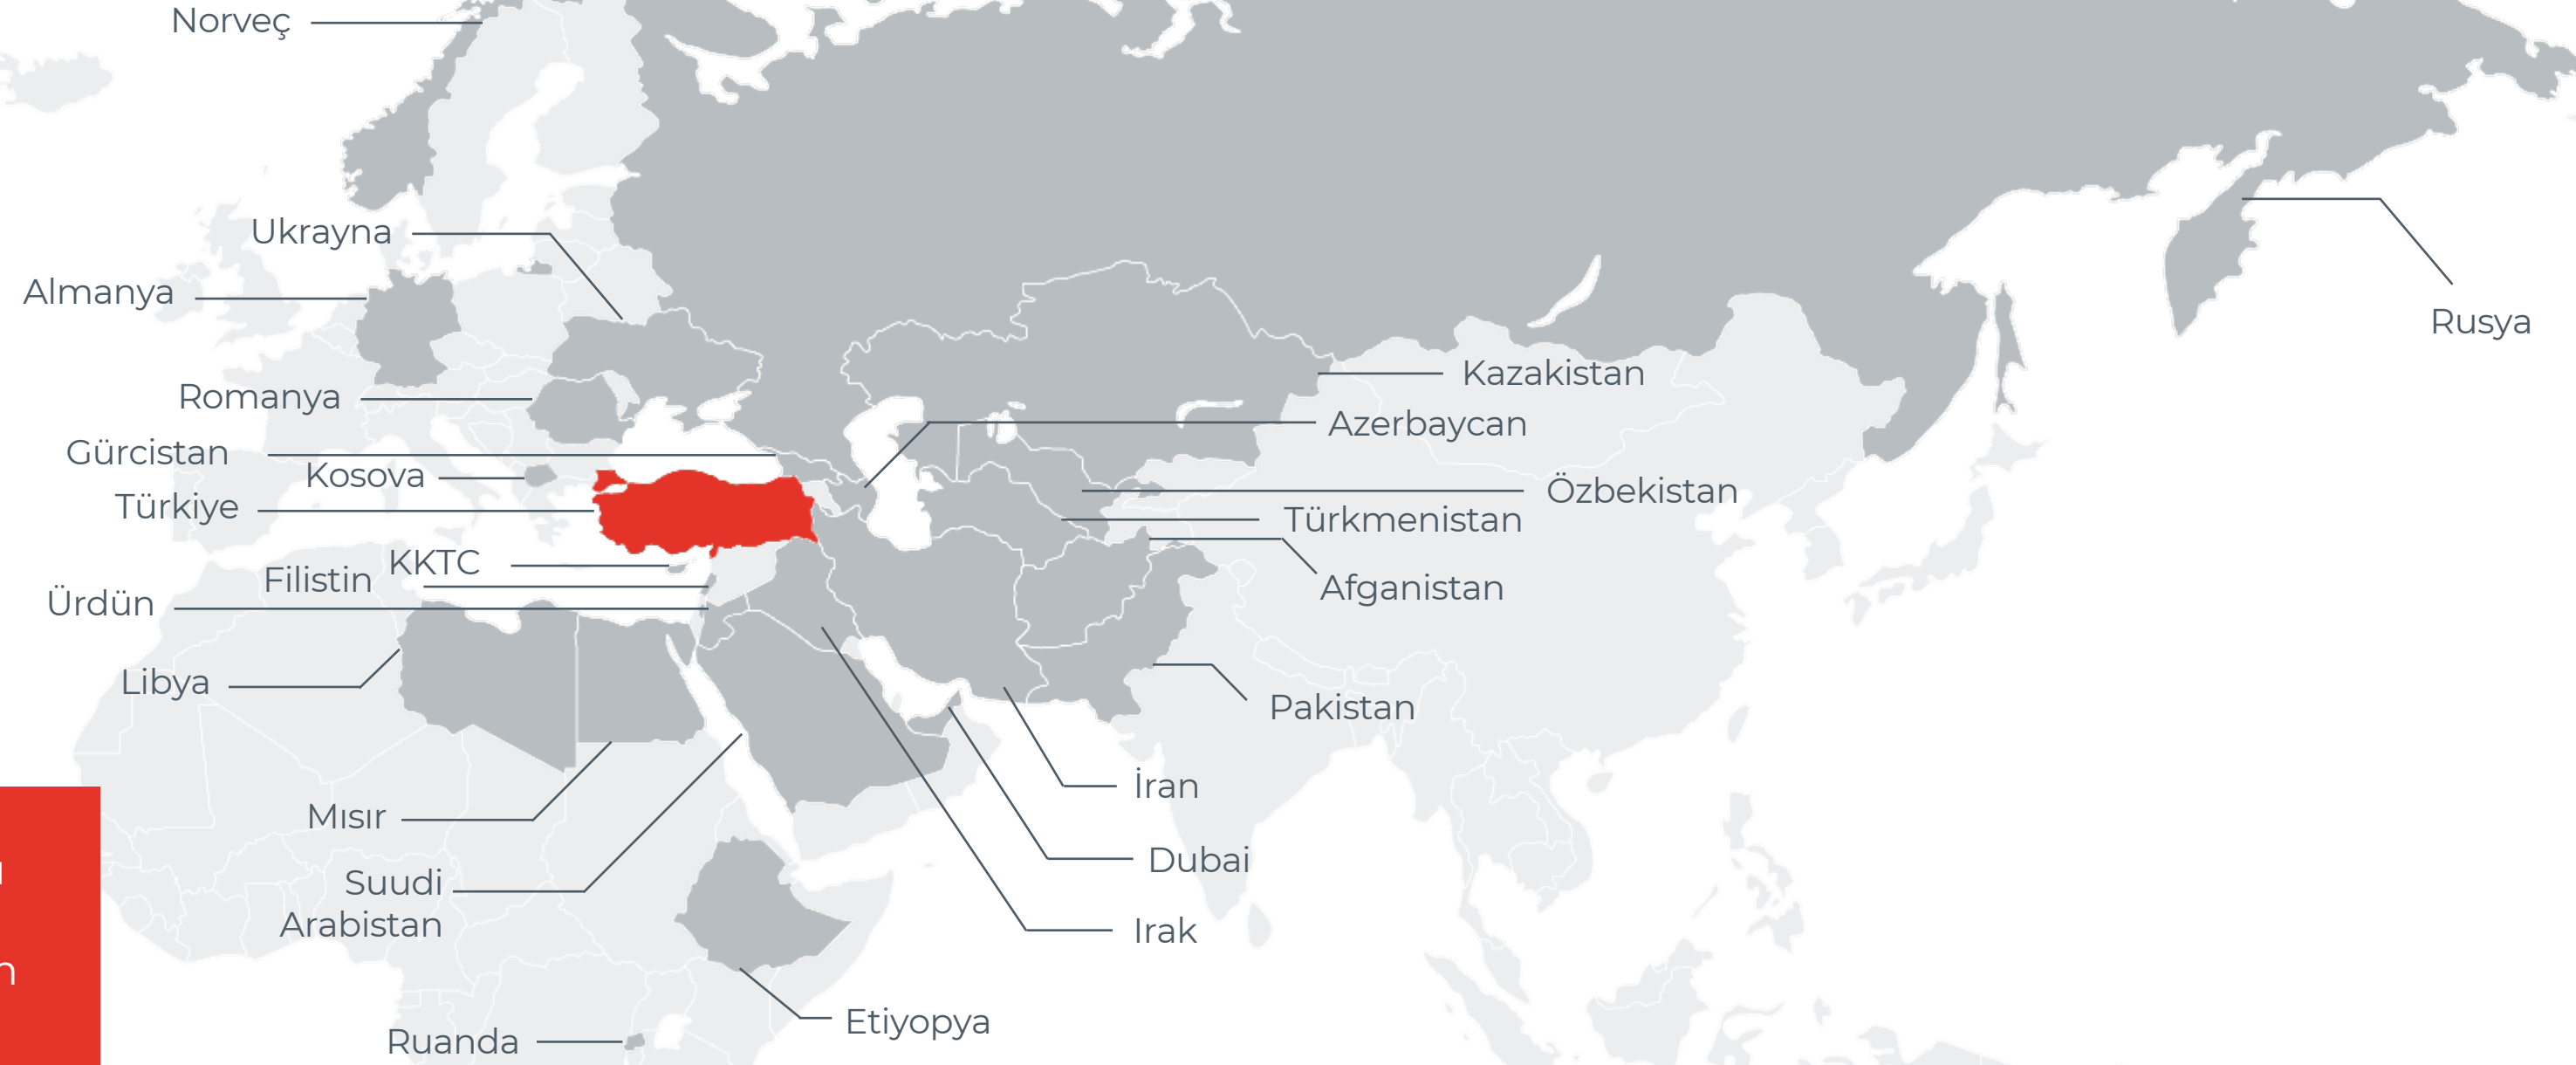 Norveç
Ukrayna
Almanya
Rusya
Kazakistan
Romanya
Azerbaycan
Gürcistan
Kosova
Özbekistan
Türkiye
Türkmenistan
KKTC
Filistin
Afganistan
Ürdün
Libya
Pakistan
İran
Mısır
Dubai
Suudi
Arabistan
Irak
Etiyopya
Ruanda